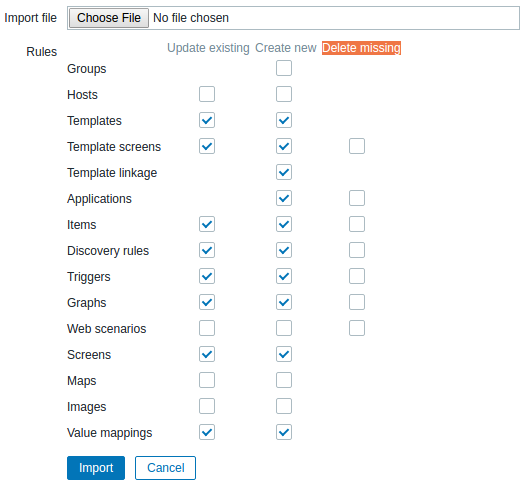 Import file Choose File No file chosen
Rules Update existing Create new Delete missing
Groups
Hosts
Templates
Template screens
Template linkage
Applications
Items
Discovery rules
Triggers
Graphs
Web scenarios
Screens
Maps
Images
Value mappings
Import Cancel